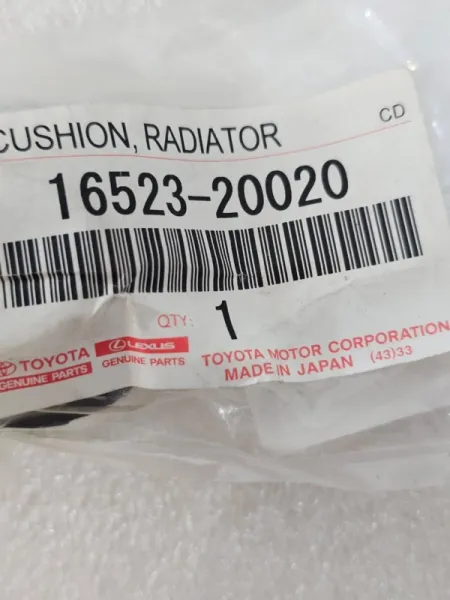 CUSHION, RADIATOR
CD
16523-20020
QTY: 1
TOYOTA
GENUINE PARTS
LEXUS
GENUINE PARTS
TOYOTA MOTOR CORPORATION
MADE IN JAPAN (43)33